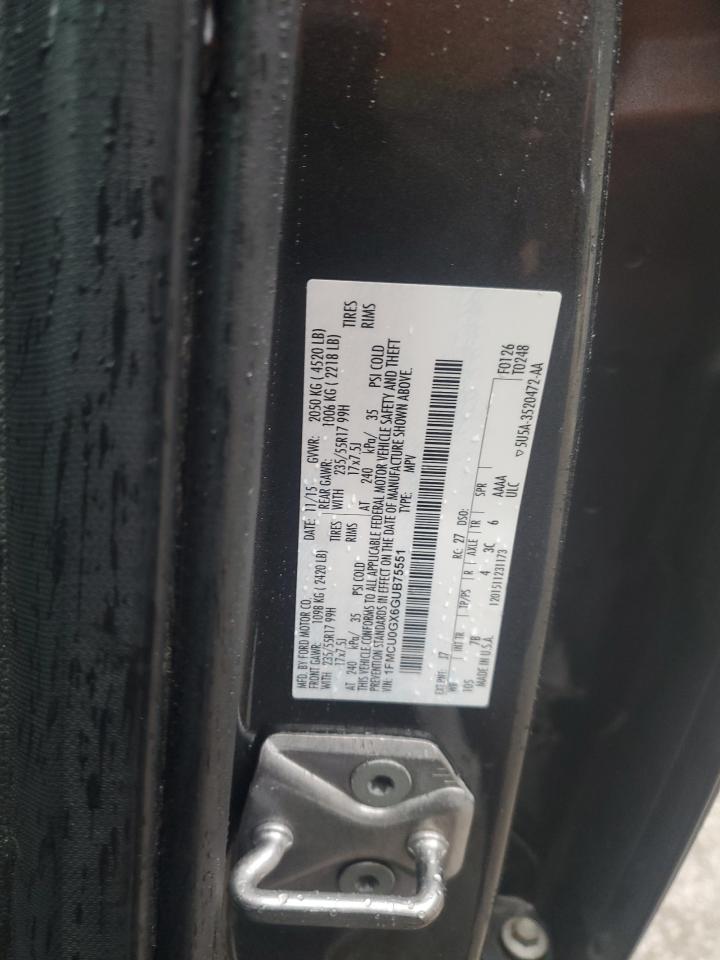 MFD. BY FORD MOTOR CO. DATE: 11/15 GVWR: 2050 KG ( 4520 LB)
FRONT GAWR: 1098 KG (2420 LB) REAR GAWR: 1006 KG ( 2218 LB)
WITH 235/55R17 99H TIRES WITH 235/55R17 99H TIRES
17x7.5J RIMS 17x7.5J RIMS
AT 240 kPa/ 35 PSI COLD AT 240 kPa/ 35 PSI COLD
THIS VEHICLE CONFORMS TO ALL APPLICABLE FEDERAL MOTOR VEHICLE SAFETY AND THEFT
PREVENTION STANDARDS IN EFFECT ON THE DATE OF MANUFACTURE SHOWN ABOVE.
VIN: 1FMCU0GX6GUB75551 TYPE: MPV
EXT PNT: J7 RC: 27 DSO: F0126
WB INT TR TP/PS R AXLE TR SPR T0248
105 7B 4 3C 6 AAAA ▽5U5A-3520472-AA
MADE IN U.S.A. 1201511231173 ULC